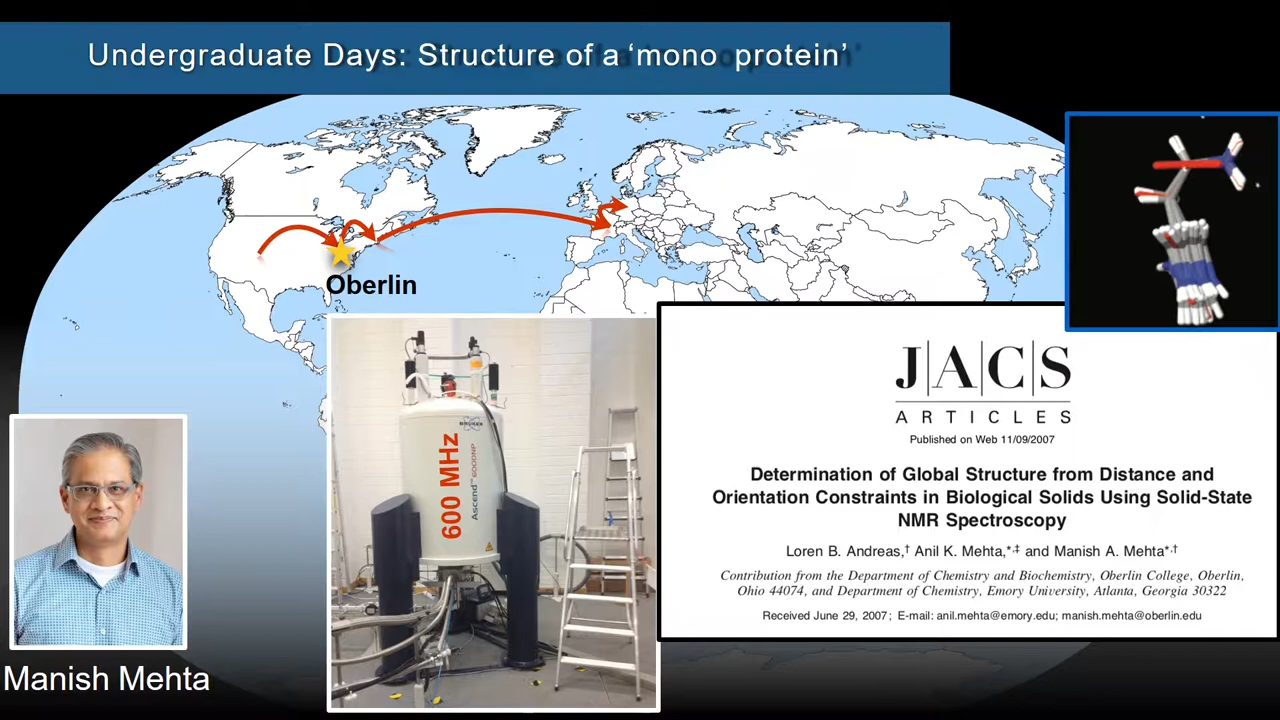 Undergraduate Days: Structure of a ‘mono protein’
Oberlin
J|A|C|S
ARTICLES
Published on Web 11/09/2007
Determination of Global Structure from Distance and
Orientation Constraints in Biological Solids Using Solid-State
NMR Spectroscopy
Loren B. Andreas,† Anil K. Mehta,*,‡ and Manish A. Mehta*,†
Contribution from the Department of Chemistry and Biochemistry, Oberlin College, Oberlin,
Ohio 44074, and Department of Chemistry, Emory University, Atlanta, Georgia 30322
Received June 29, 2007; E-mail: anil.mehta@emory.edu; manish.mehta@oberlin.edu
BRUKER
600 MHz
Ascend™ 600DNP
Manish Mehta